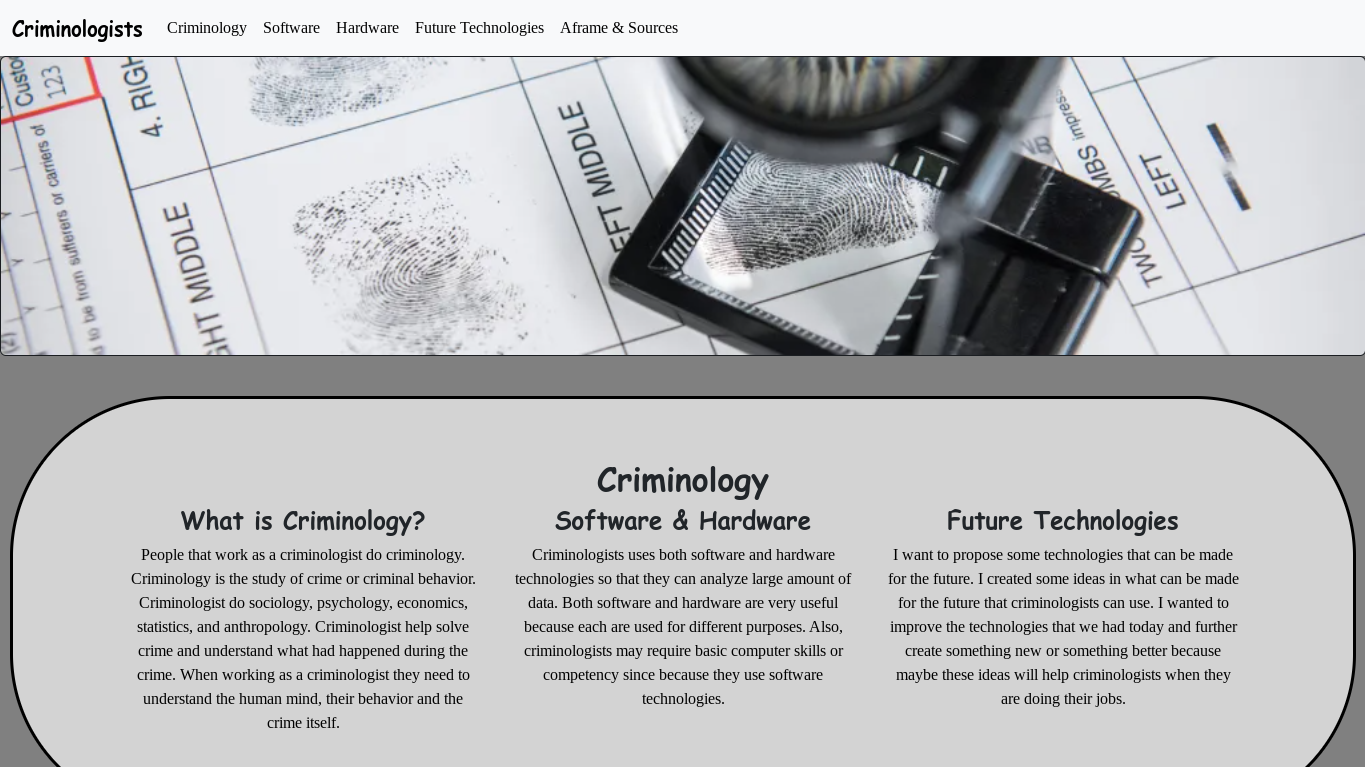 Criminologists Criminology Software Hardware Future Technologies Aframe & Sources
Custo
123
4. RIGH
d to be from sufferers or carriers of
GHT MIDDLE
LEFT MIDDLE
EFT MIDDLE
MBS impress
LEFT
TWO
Criminology
What is Criminology?
People that work as a criminologist do criminology.
Criminology is the study of crime or criminal behavior.
Criminologist do sociology, psychology, economics,
statistics, and anthropology. Criminologist help solve
crime and understand what had happened during the
crime. When working as a criminologist they need to
understand the human mind, their behavior and the
crime itself.
Software & Hardware
Criminologists uses both software and hardware
technologies so that they can analyze large amount of
data. Both software and hardware are very useful
because each are used for different purposes. Also,
criminologists may require basic computer skills or
competency since because they use software
technologies.
Future Technologies
I want to propose some technologies that can be made
for the future. I created some ideas in what can be made
for the future that criminologists can use. I wanted to
improve the technologies that we had today and further
create something new or something better because
maybe these ideas will help criminologists when they
are doing their jobs.